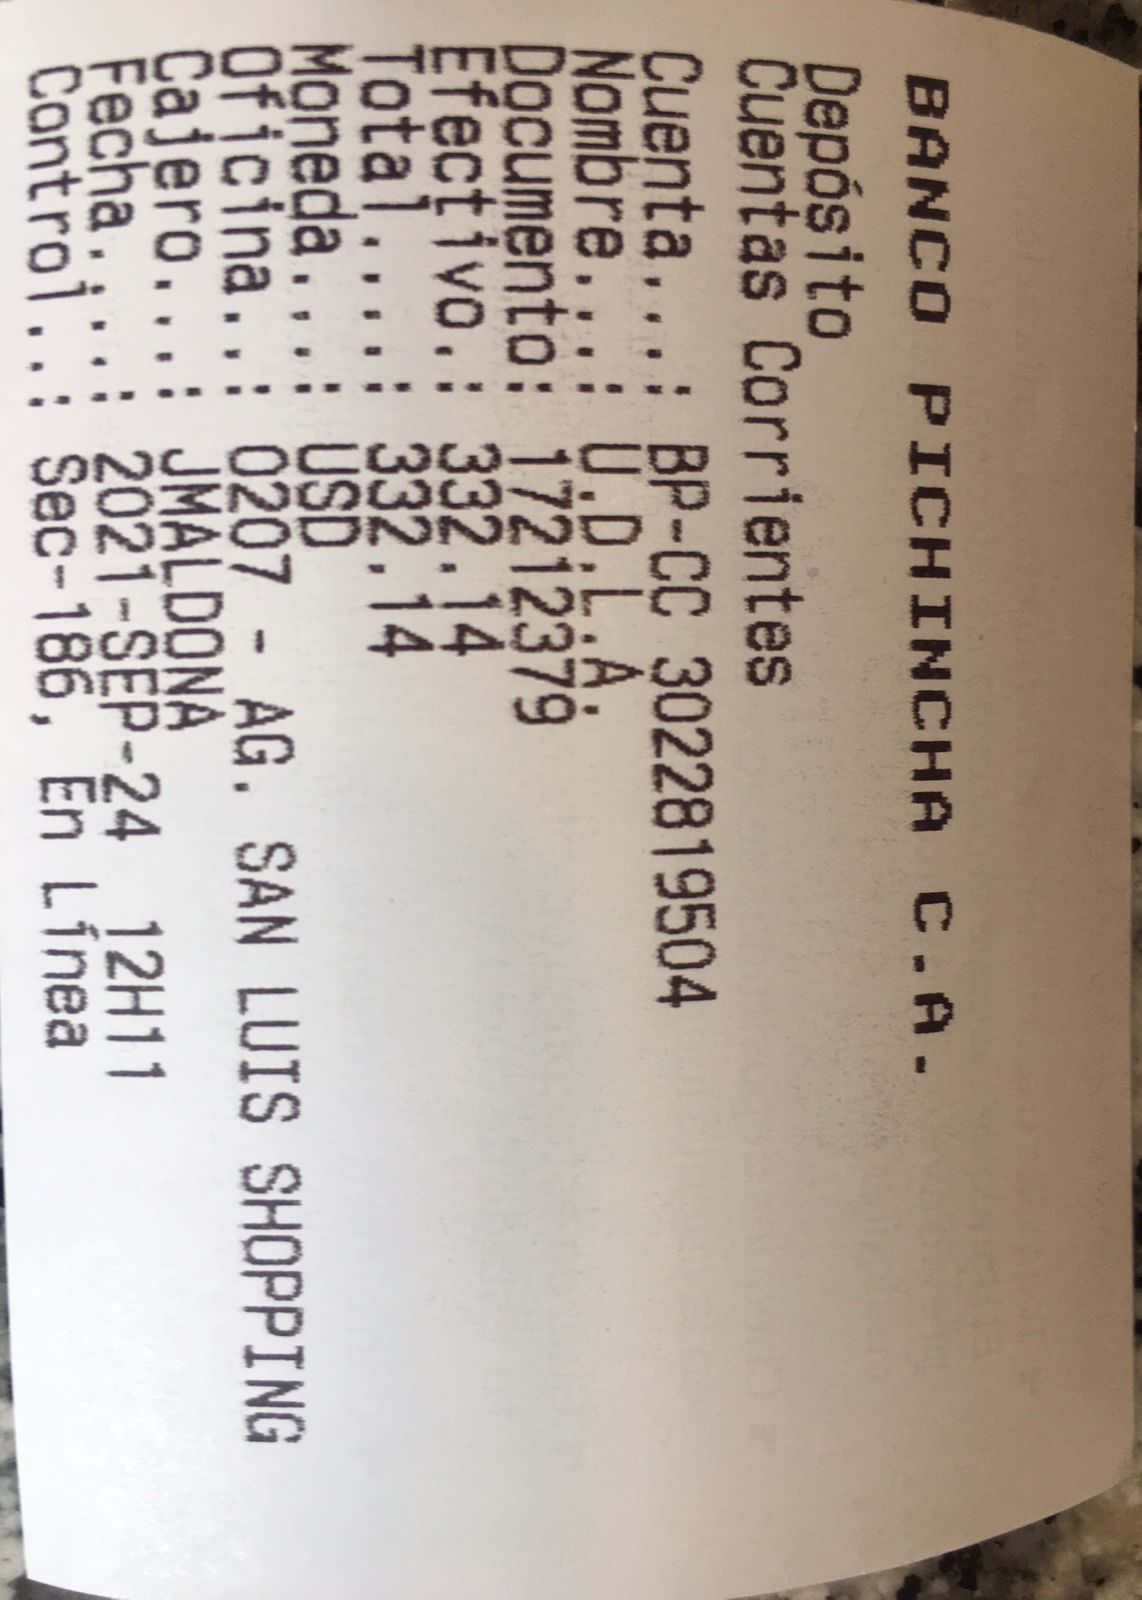 BANCO PICHINCHA C.A.
Depósito
Cuentas Corrientes
Cuenta....: BP-CC 3022819504
Nombre....: U.D.L.A.
Documento: 17212379
Efectivo.: 332.14
Total.....: 332.14
Moneda....: USD
Oficina...: 0207 - AG. SAN LUIS SHOPPING
Cajero....: JMALDONA
Fecha.....: 2021-SEP-24 12H11
Control...: Sec-186, En Línea